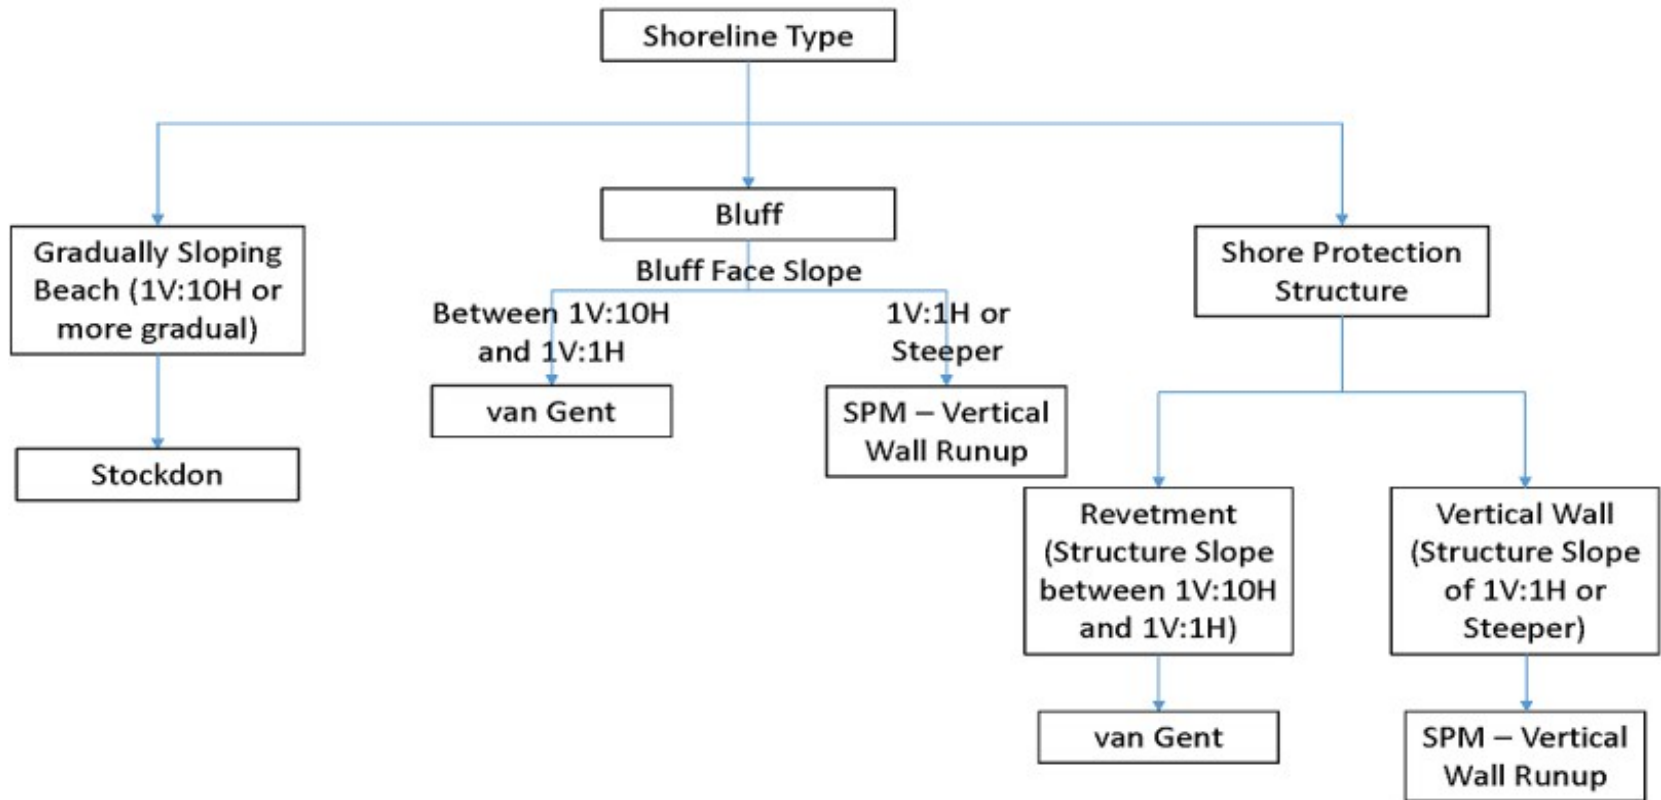 Shoreline Type
Gradually Sloping
Beach (1V:10H or
more gradual)
Stockdon
Bluff
Bluff Face Slope
Between 1V:10H
and 1V:1H
van Gent
1V:1H or
Steeper
SPM – Vertical
Wall Runup
Shore Protection
Structure
Revetment
(Structure Slope
between 1V:10H
and 1V:1H)
van Gent
Vertical Wall
(Structure Slope
of 1V:1H or
Steeper)
SPM – Vertical
Wall Runup